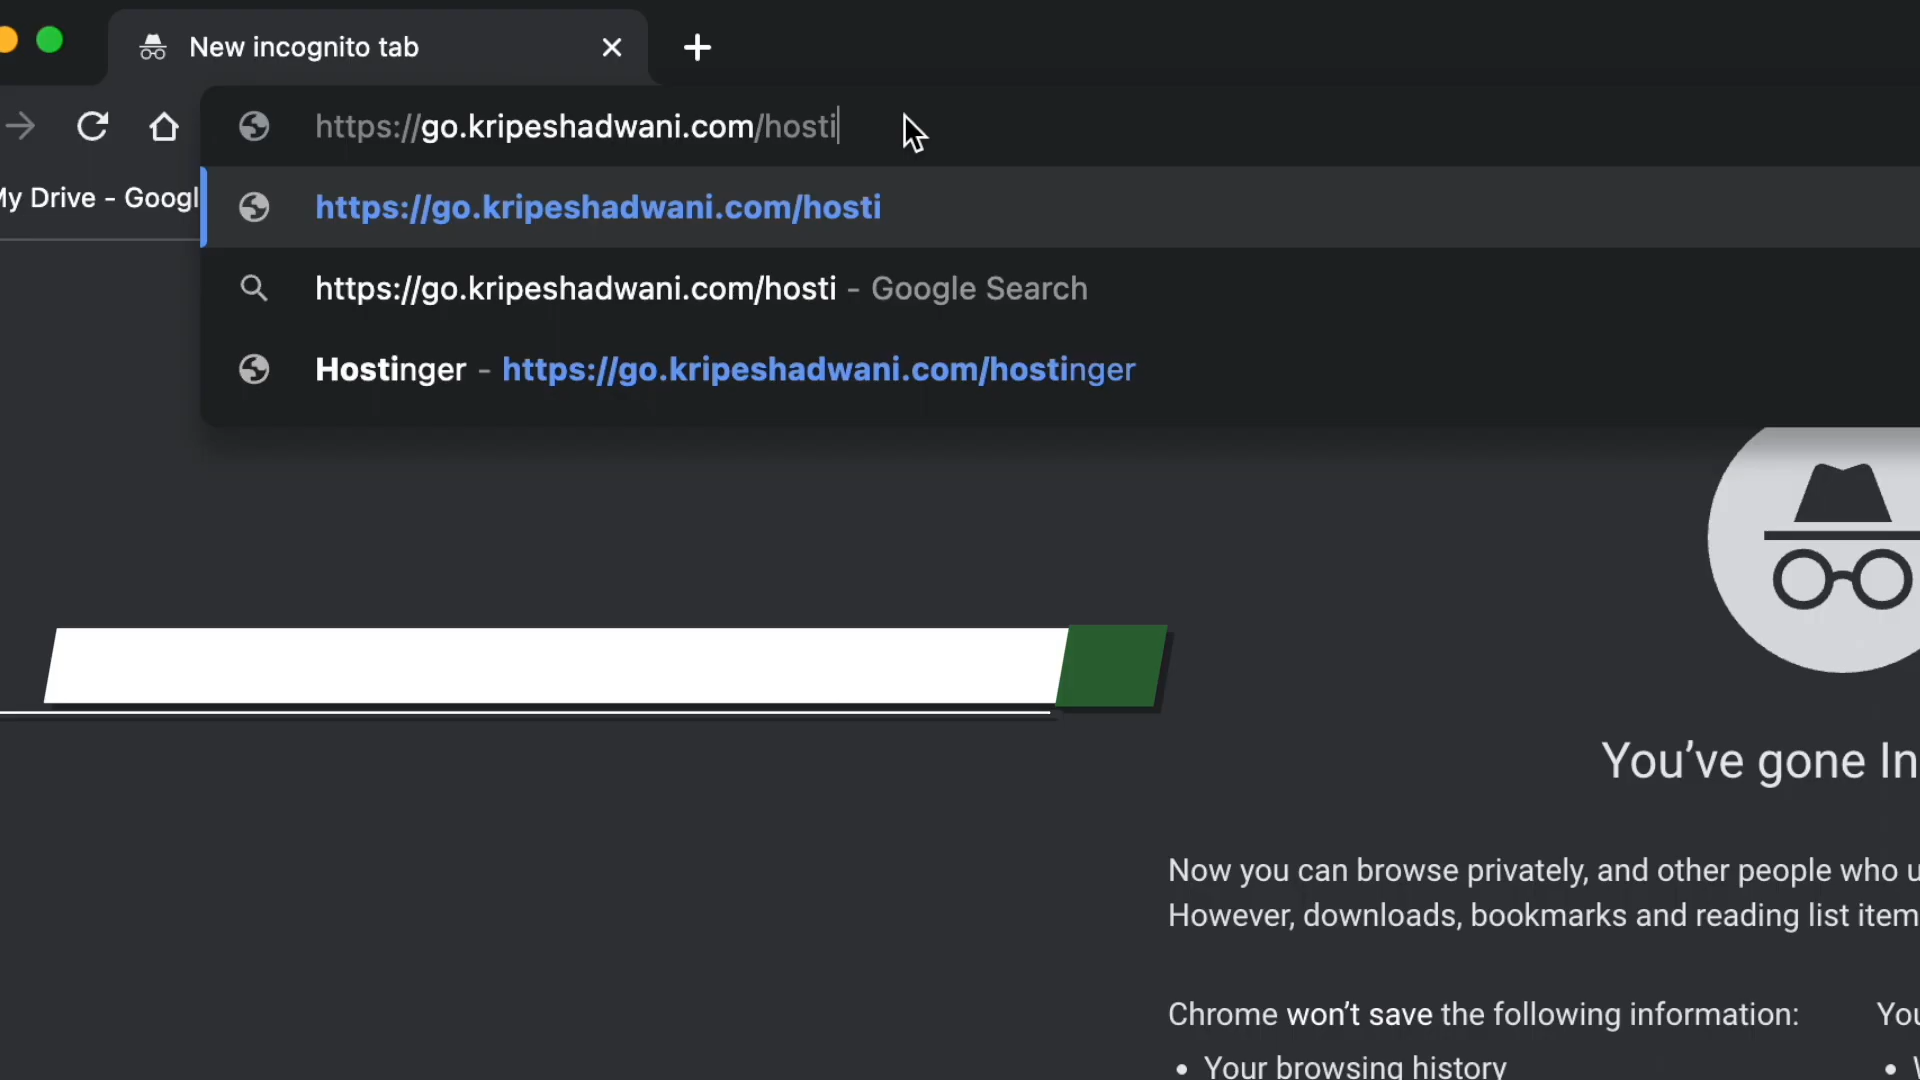 New incognito tab
https://go.kripeshadwani.com/hosti
My Drive - Googl
https://go.kripeshadwani.com/hosti
https://go.kripeshadwani.com/hosti - Google Search
Hostinger - https://go.kripeshadwani.com/hostinger
You've gone In
Now you can browse privately, and other people who u
However, downloads, bookmarks and reading list item
Chrome won't save the following information:
You
• Your browsing history